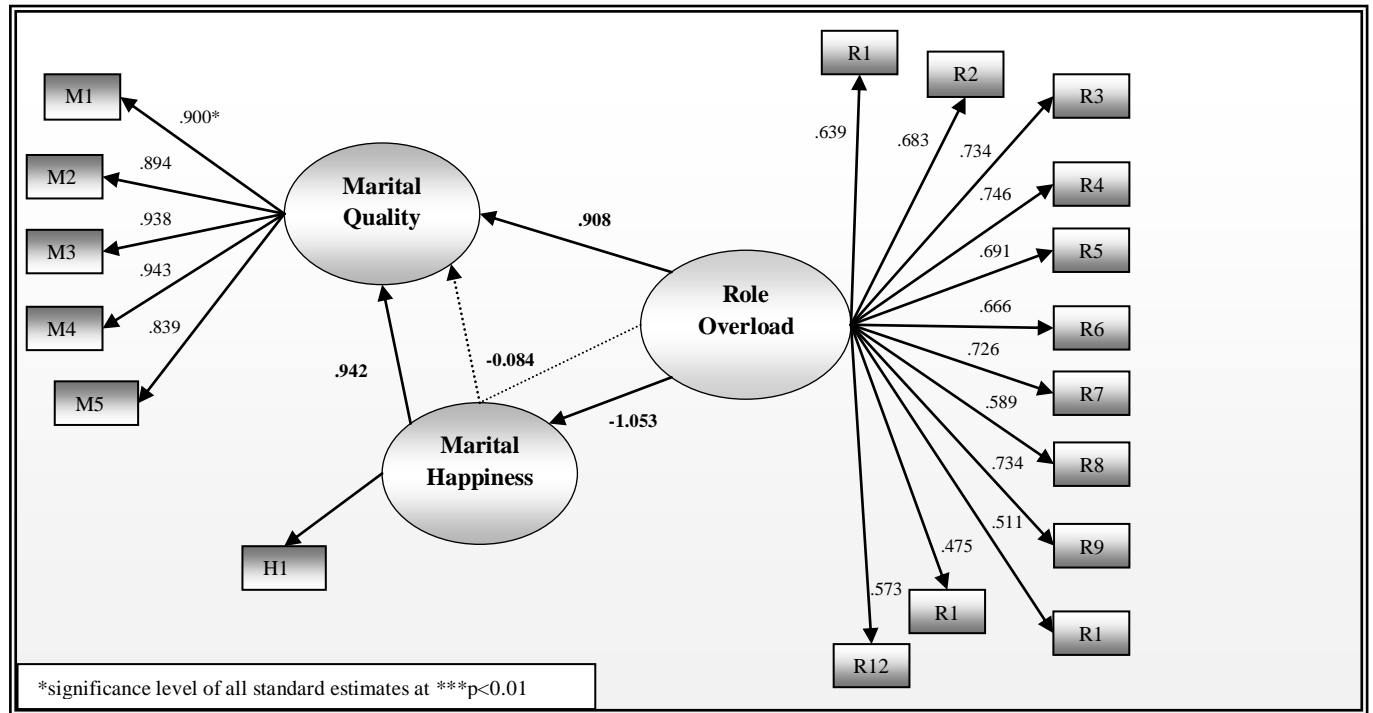 R1
R2
R3
M1
.900*
.639
.683
.734
M2
.894
Marital
Quality
.746
R4
M3
.938
.908
.691
R5
M4
.943
Role
Overload
.666
R6
.839
.726
R7
M5
.942
-0.084
.589
R8
-1.053
Marital
Happiness
.734
R9
H1
.511
.475
.573
R1
R1
R12
*significance level of all standard estimates at ***p<0.01